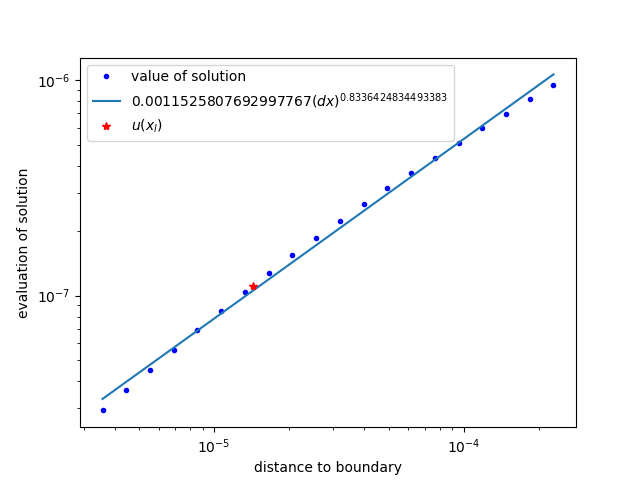 value of solution
0.0011525807692997767(dx)^0.8336424834493383
u(x_l)
10^-6
10^-7
evaluation of solution
10^-5
10^-4
distance to boundary